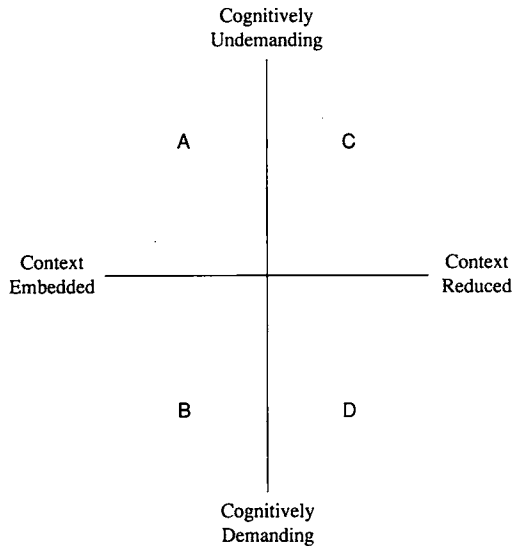 Cognitively
Undemanding
A
C
Context
Embedded
Context
Reduced
B
D
Cognitively
Demanding